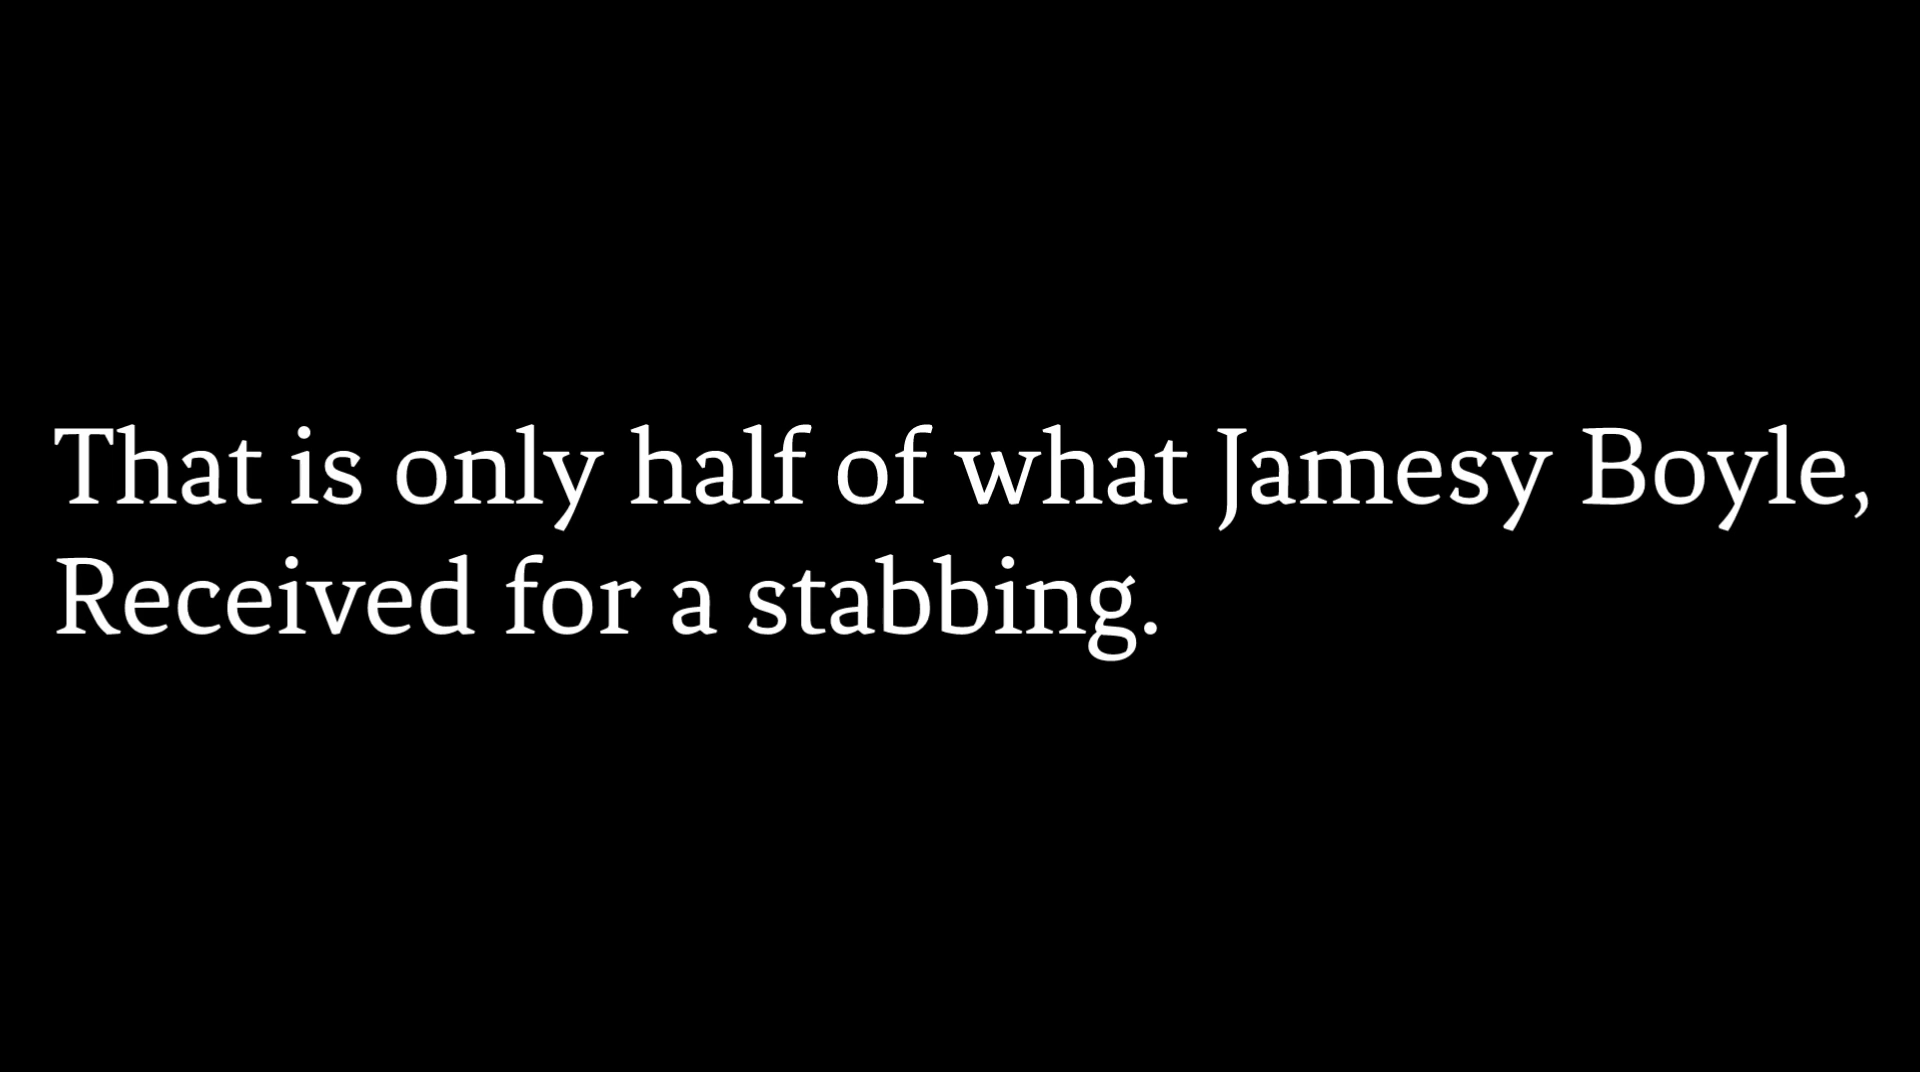 That is only half of what Jamesy Boyle,
Received for a stabbing.